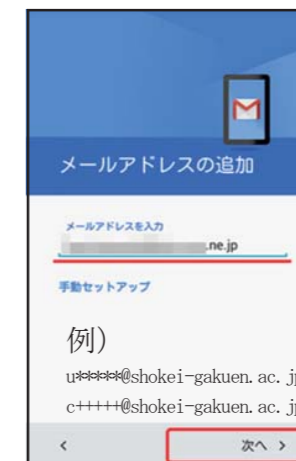 メールアドレスの追加
メールアドレスを入力
.ne.jp
手動セットアップ
例)
u*****@shokei-gakuen.ac.jp
c+++++@shokei-gakuen.ac.jp
< 次へ >